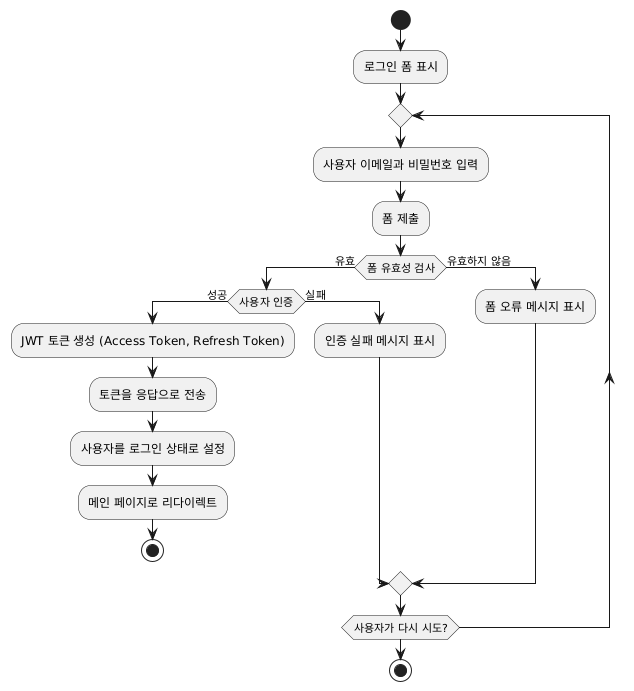 로그인 폼 표시
사용자 이메일과 비밀번호 입력
폼 제출
폼 유효성 검사
유효
유효하지 않음
사용자 인증
성공
실패
폼 오류 메시지 표시
JWT 토큰 생성 (Access Token, Refresh Token)
인증 실패 메시지 표시
토큰을 응답으로 전송
사용자를 로그인 상태로 설정
메인 페이지로 리다이렉트
사용자가 다시 시도?